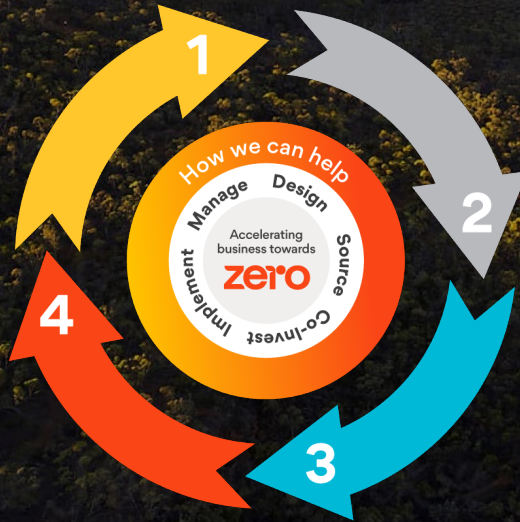 1
2
3
4
How we can help
Design
Source
Co-Invest
Implement
Manage
Accelerating
business towards
zero